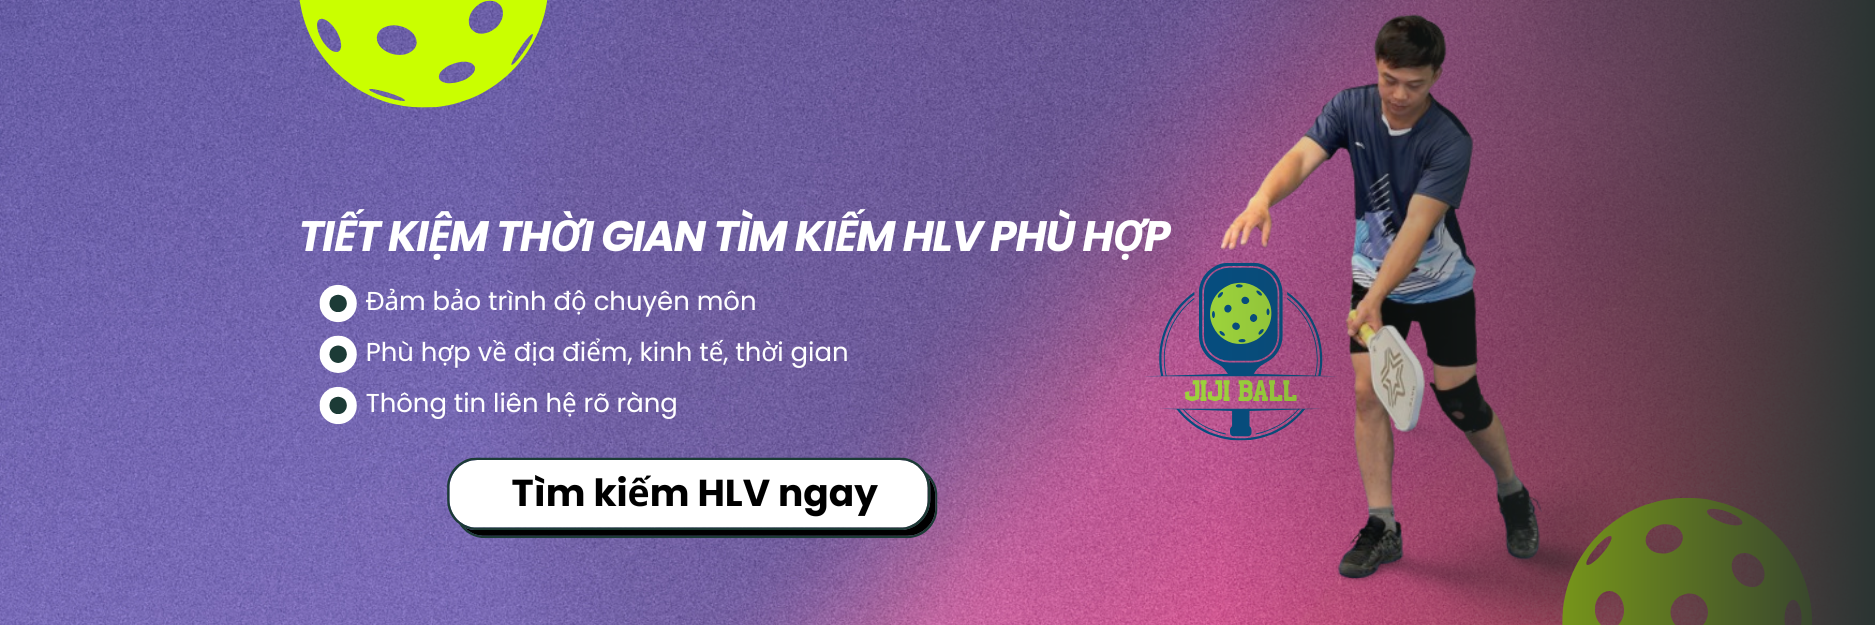 TIẾT KIỆM THỜI GIAN TÌM KIẾM HLV PHÙ HỢP
Đảm bảo trình độ chuyên môn
Phù hợp về địa điểm, kinh tế, thời gian
Thông tin liên hệ rõ ràng
JIJI BALL
Tìm kiếm HLV ngay